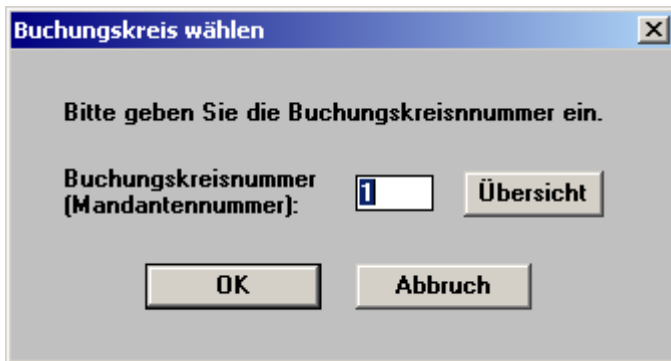 Buchungskreis wählen
Bitte geben Sie die Buchungskreisnnummer ein.
Buchungskreisnummer
(Mandantennummer):
1
Übersicht
OK
Abbruch